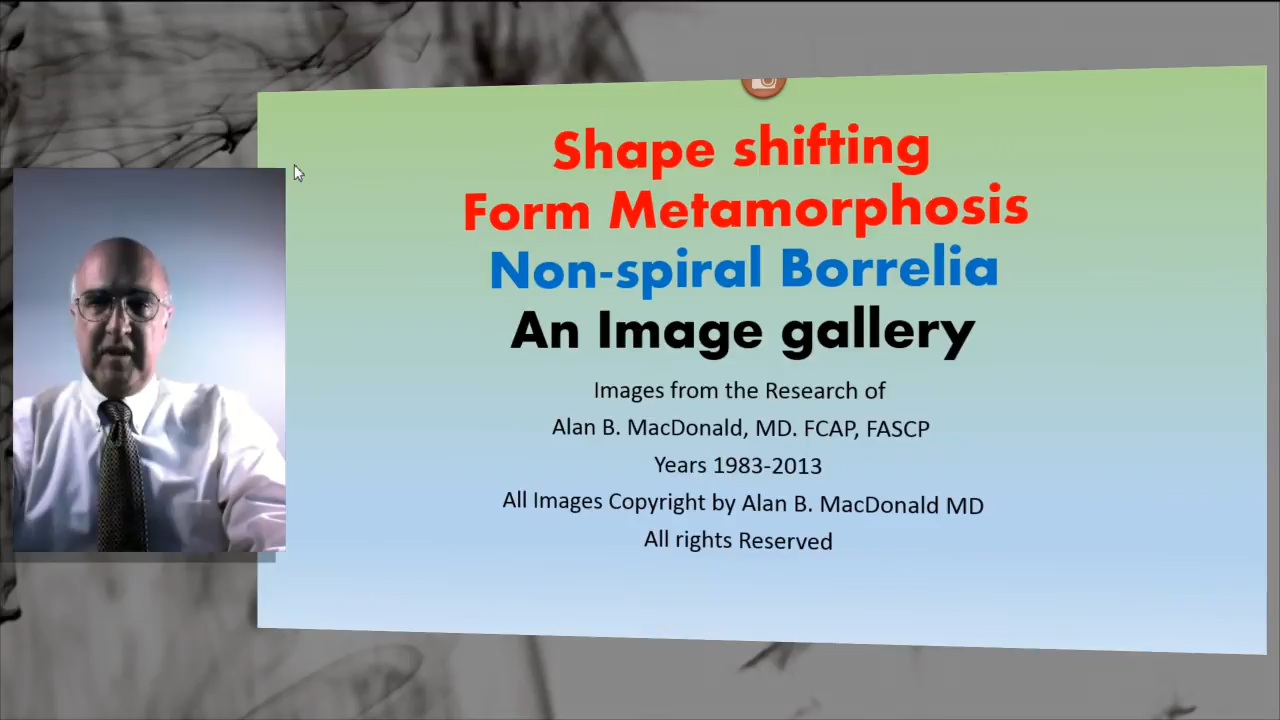 Shape shifting
Form Metamorphosis
Non-spiral Borrelia
An Image gallery
Images from the Research of
Alan B. MacDonald, MD. FCAP, FASCP
Years 1983-2013
All Images Copyright by Alan B. MacDonald MD
All rights Reserved